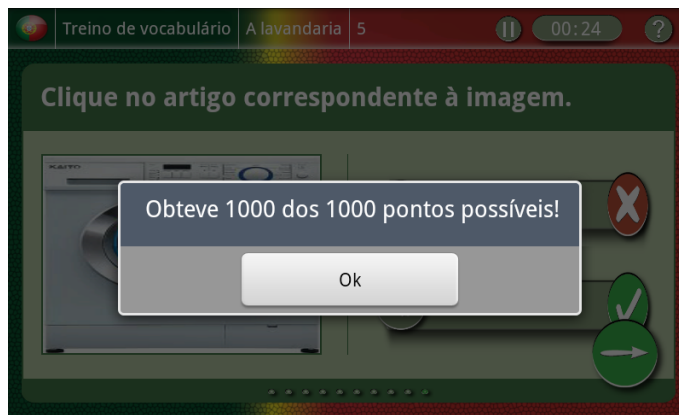 Treino de vocabulário A lavandaria 5 00:24 ?
Clique no artigo correspondente à imagem.
KAITO
Obteve 1000 dos 1000 pontos possíveis!
Ok